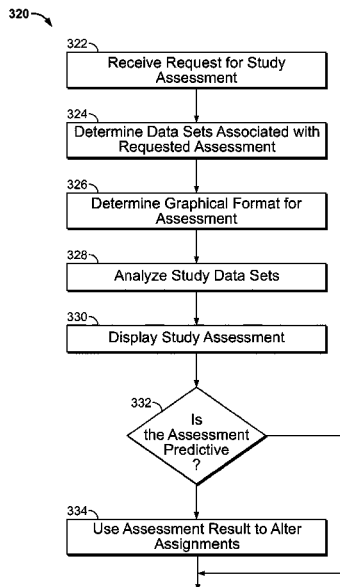 320
322
Receive Request for Study
Assessment
324
Determine Data Sets Associated with
Requested Assessment
326
Determine Graphical Format for
Assessment
328
Analyze Study Data Sets
330
Display Study Assessment
332
Is
the Assessment
Predictive
?
334
Use Assessment Result to Alter
Assignments